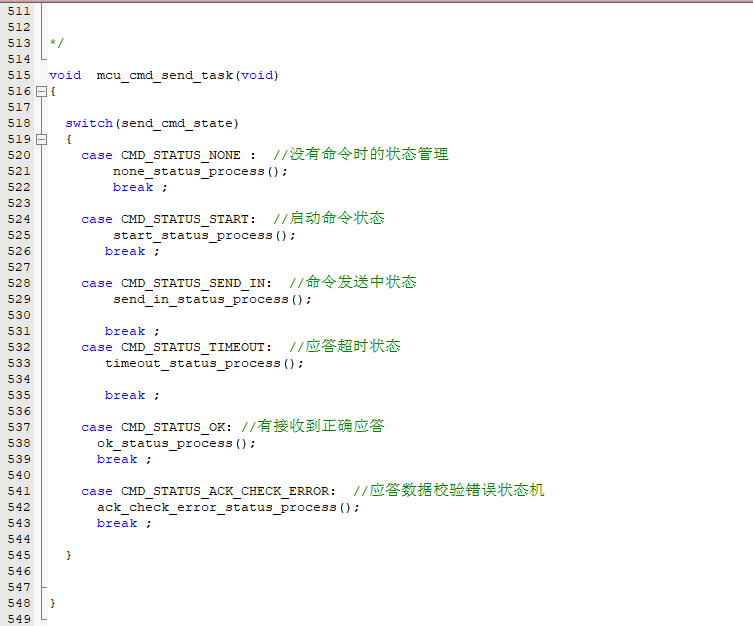 511
512
513 */
514
515 void  mcu_cmd_send_task(void)
516 {
517
518   switch(send_cmd_state)
519   {
520     case CMD_STATUS_NONE :  //没有命令时的状态管理
521         none_status_process();
522         break ;
523
524     case CMD_STATUS_START:  //启动命令状态
525         start_status_process();
526        break ;
527
528     case CMD_STATUS_SEND_IN:  //命令发送中状态
529         send_in_status_process();
530
531        break ;
532     case CMD_STATUS_TIMEOUT:  //应答超时状态
533        timeout_status_process();
534
535        break ;
536
537     case CMD_STATUS_OK: //有接收到正确应答
538       ok_status_process();
539       break ;
540
541     case CMD_STATUS_ACK_CHECK_ERROR:  //应答数据校验错误状态机
542       ack_check_error_status_process();
543       break ;
544
545   }
546
547
548 }
549